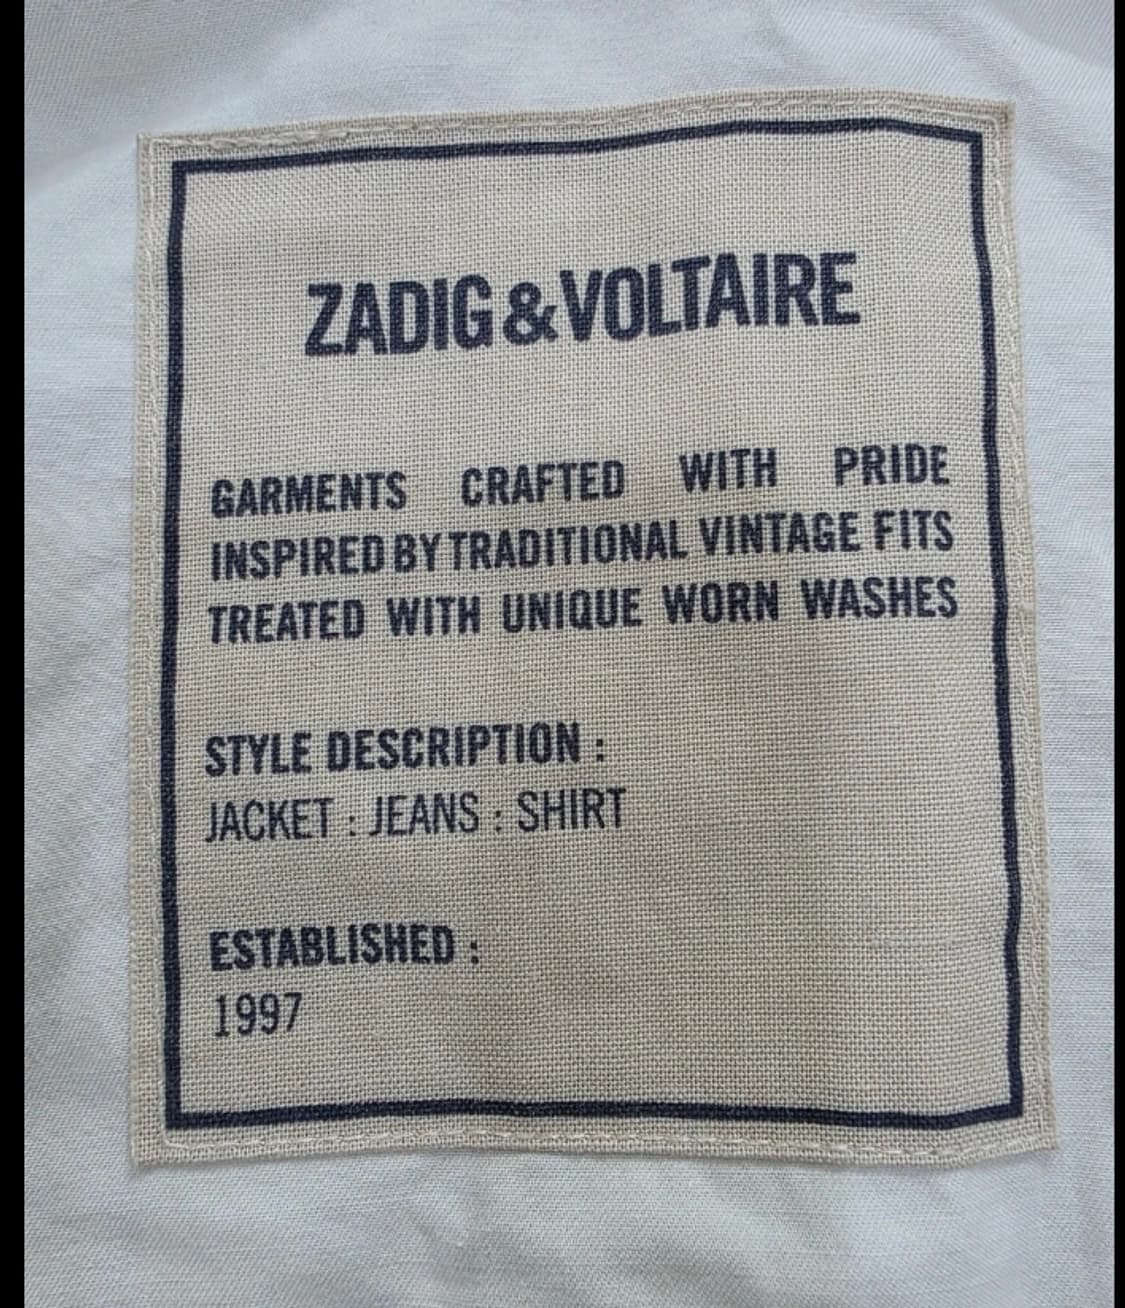 ZADIG&VOLTAIRE
GARMENTS CRAFTED WITH PRIDE
INSPIRED BY TRADITIONAL VINTAGE FITS
TREATED WITH UNIQUE WORN WASHES
STYLE DESCRIPTION :
JACKET : JEANS : SHIRT
ESTABLISHED :
1997